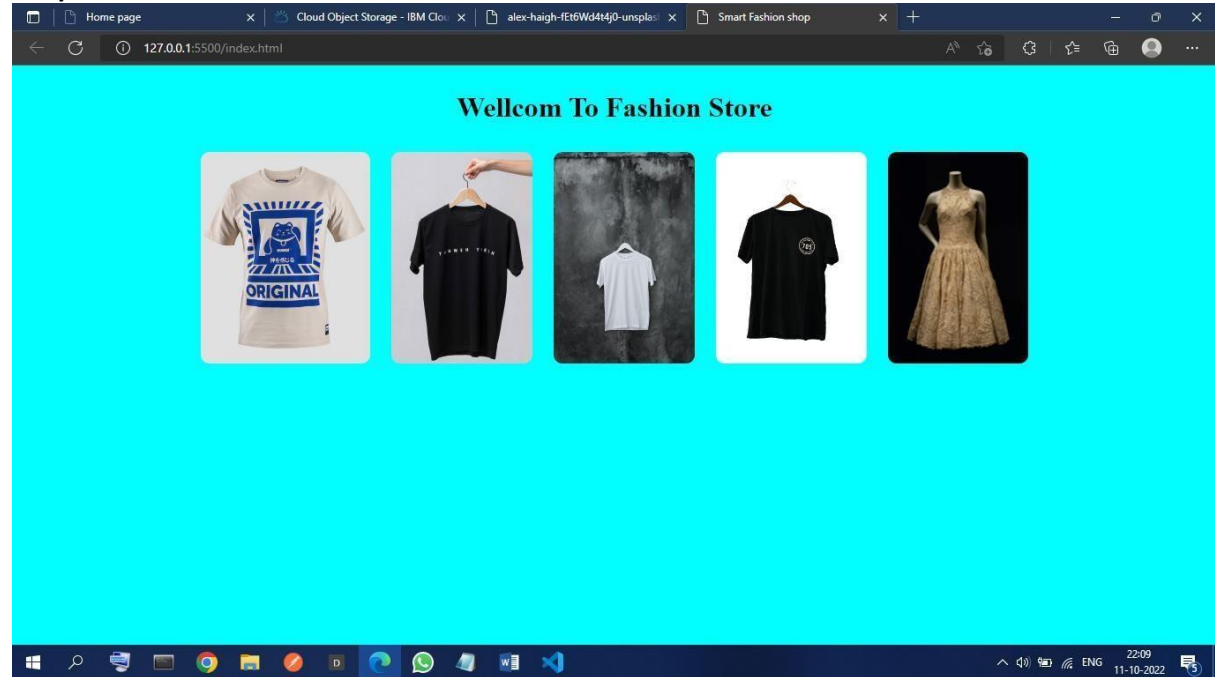 Home page
Cloud Object Storage - IBM Clou
alex-haigh-fEt6Wd4t4j0-unsplas
Smart Fashion shop
127.0.0.1:5500/index.html
Wellcom To Fashion Store
ORIGINAL
ENG
22:09
11-10-2022